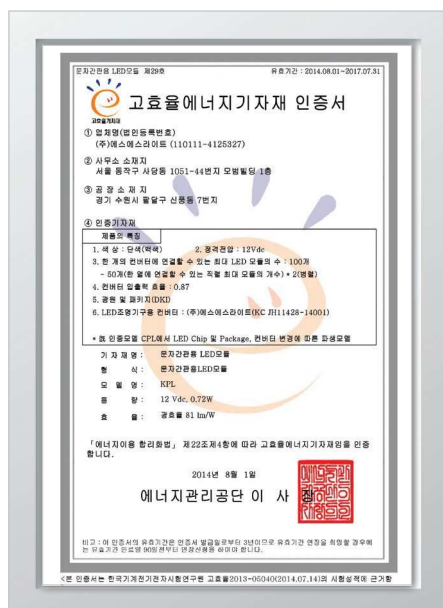 문자간판용 LED모듈 제29호
유효기간 : 2014.08.01~2017.07.31
고효율기자재
고효율에너지기자재 인증서
① 업체명(법인등록번호)
(주)에스에스라이트 (110111-4125327)
② 사무소 소재지
서울 동작구 사당동 1051-44번지 모범빌딩 1층
③ 공 장 소 재 지
경기 수원시 팔달구 신풍동 7번지
④ 인증기자재
제품의 특징
1. 색 상 : 단색(백색) 2. 정격전압 : 12Vdc
3. 한 개의 컨버터에 연결할 수 있는 최대 LED모듈의 수 : 100개
- 50개(한 열에 연결할 수 있는 직렬 최대 모듈의 개수) * 2(병렬)
4. 컨버터 입출력 효율 : 0.87
5. 광원 및 패키지(DKI)
6. LED조명기구용 컨버터 : (주)에스에스라이트(KC JH11428-14001)
* 旣 인증모델 CPL에서 LED Chip 및 Package, 컨버터 변경에 따른 파생모델
기 자 재 명 : 문자간판용 LED모듈
형 식 : 문자간판용LED모듈
모 델 명 : KPL
용 량 : 12 Vdc, 0.72W
효 율 : 광효율 81 lm/W
「에너지이용 합리화법」 제22조제4항에 따라 고효율에너지기자재임을 인증
합니다.
2014년 8월 1일
에너지관리공단 이 사 장
비고 : 이 인증서의 유효기간은 인증서 발급일로부터 3년이므로 유효기간 연장을 희망할 경우에
는 유효기간 만료일 90일전부터 연장신청을 하여야 합니다.
<본 인증서는 한국기계전기전자시험연구원 고효율2013-05040(2014.07.14)의 시험성적에 근거함